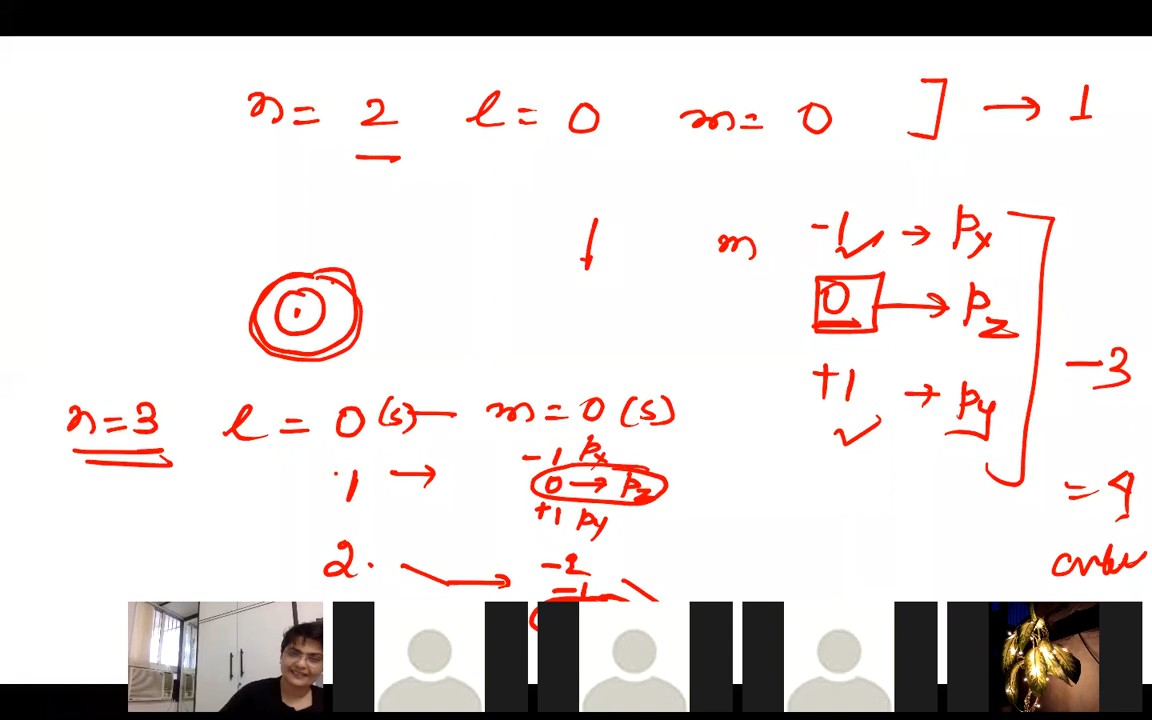 n = 2 l = 0 m = 0 ] → 1
m -1 → px
0 → pz
- 3
+1 → py
n = 3 l = 0 (s) — m = 0 (s)
1 → -1 px
0 → pz
+1 py
= 4
2. → -2
-1